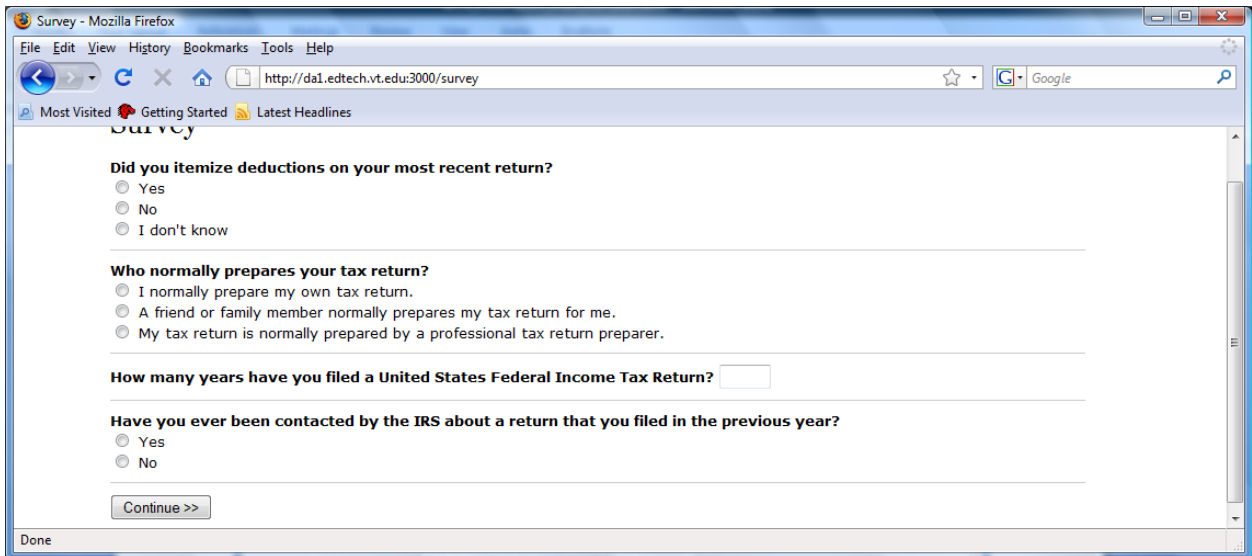 Survey - Mozilla Firefox
File Edit View History Bookmarks Tools Help
http://da1.edtech.vt.edu:3000/survey
G
Google
Most Visited Getting Started Latest Headlines
Survey
Did you itemize deductions on your most recent return?
Yes
No
I don't know
Who normally prepares your tax return?
I normally prepare my own tax return.
A friend or family member normally prepares my tax return for me.
My tax return is normally prepared by a professional tax return preparer.
How many years have you filed a United States Federal Income Tax Return?
Have you ever been contacted by the IRS about a return that you filed in the previous year?
Yes
No
Continue >>
Done